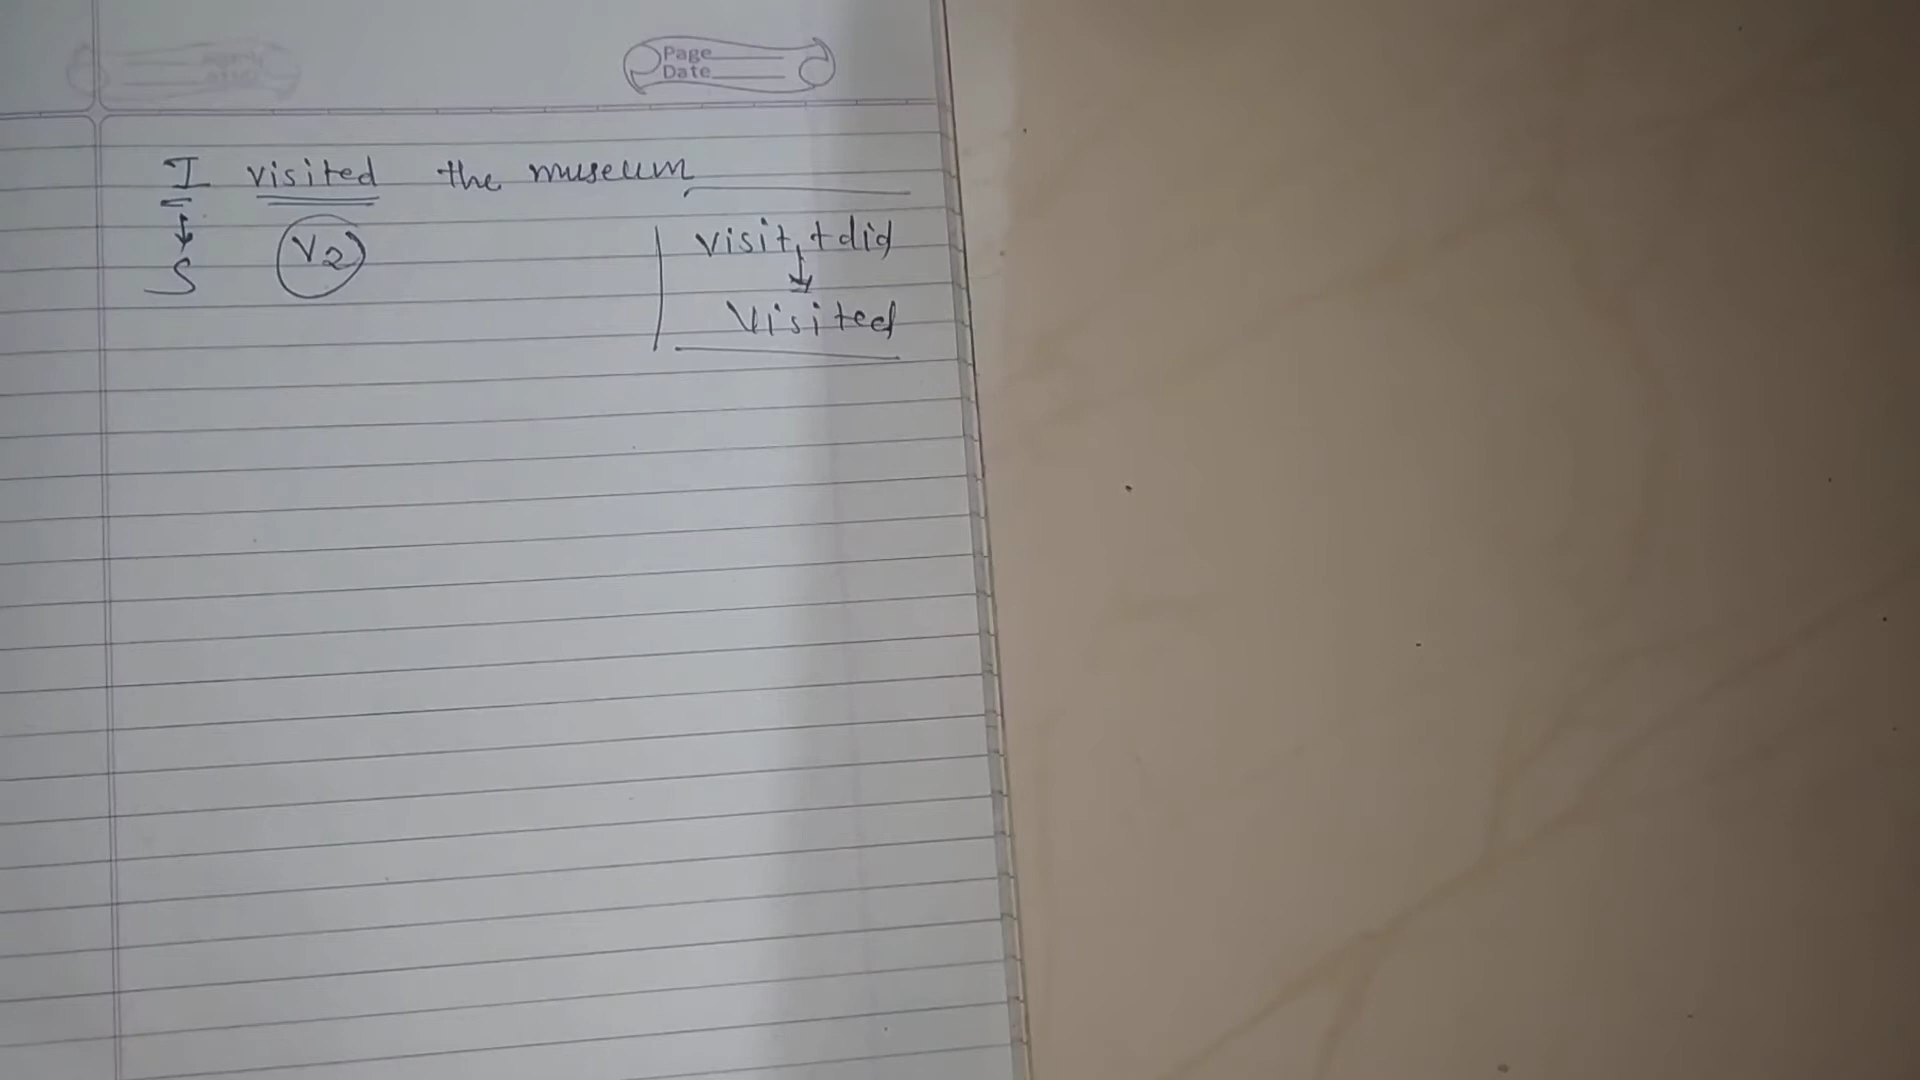 Page
Date
I visited the museum
↓
S
V2
visit, + did
↓
Visited